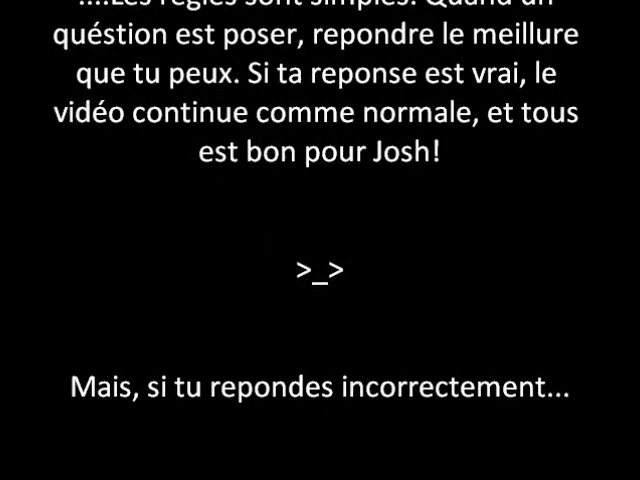 ....Les règles sont simples. Quand un
quéstion est poser, repondre le meillure
que tu peux. Si ta reponse est vrai, le
vidéo continue comme normale, et tous
est bon pour Josh!
>_>
Mais, si tu repondes incorrectement...